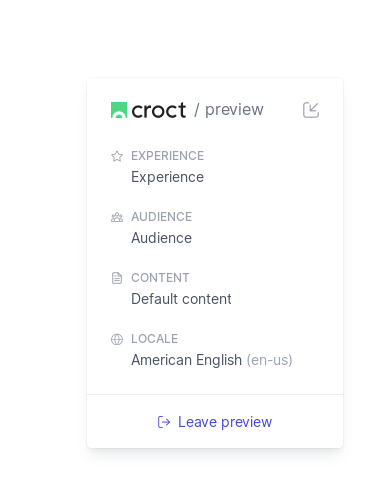 croct / preview
EXPERIENCE
Experience
AUDIENCE
Audience
CONTENT
Default content
LOCALE
American English (en-us)
Leave preview